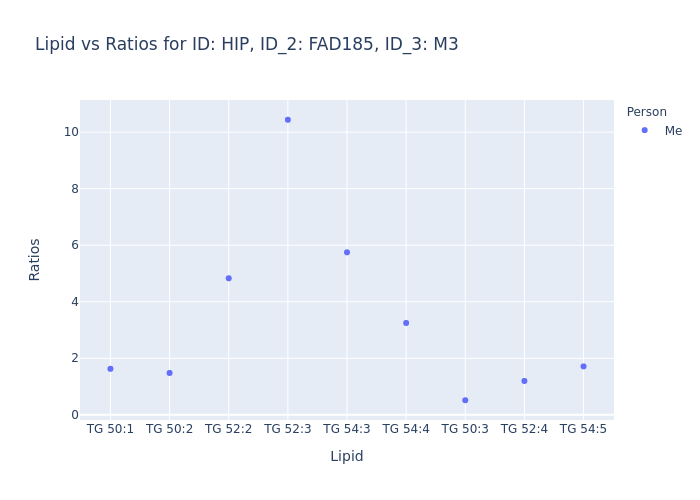 Lipid vs Ratios for ID: HIP, ID_2: FAD185, ID_3: M3
Person
Me
10
8
6
4
2
0
Ratios
TG 50:1 TG 50:2 TG 52:2 TG 52:3 TG 54:3 TG 54:4 TG 50:3 TG 52:4 TG 54:5
Lipid